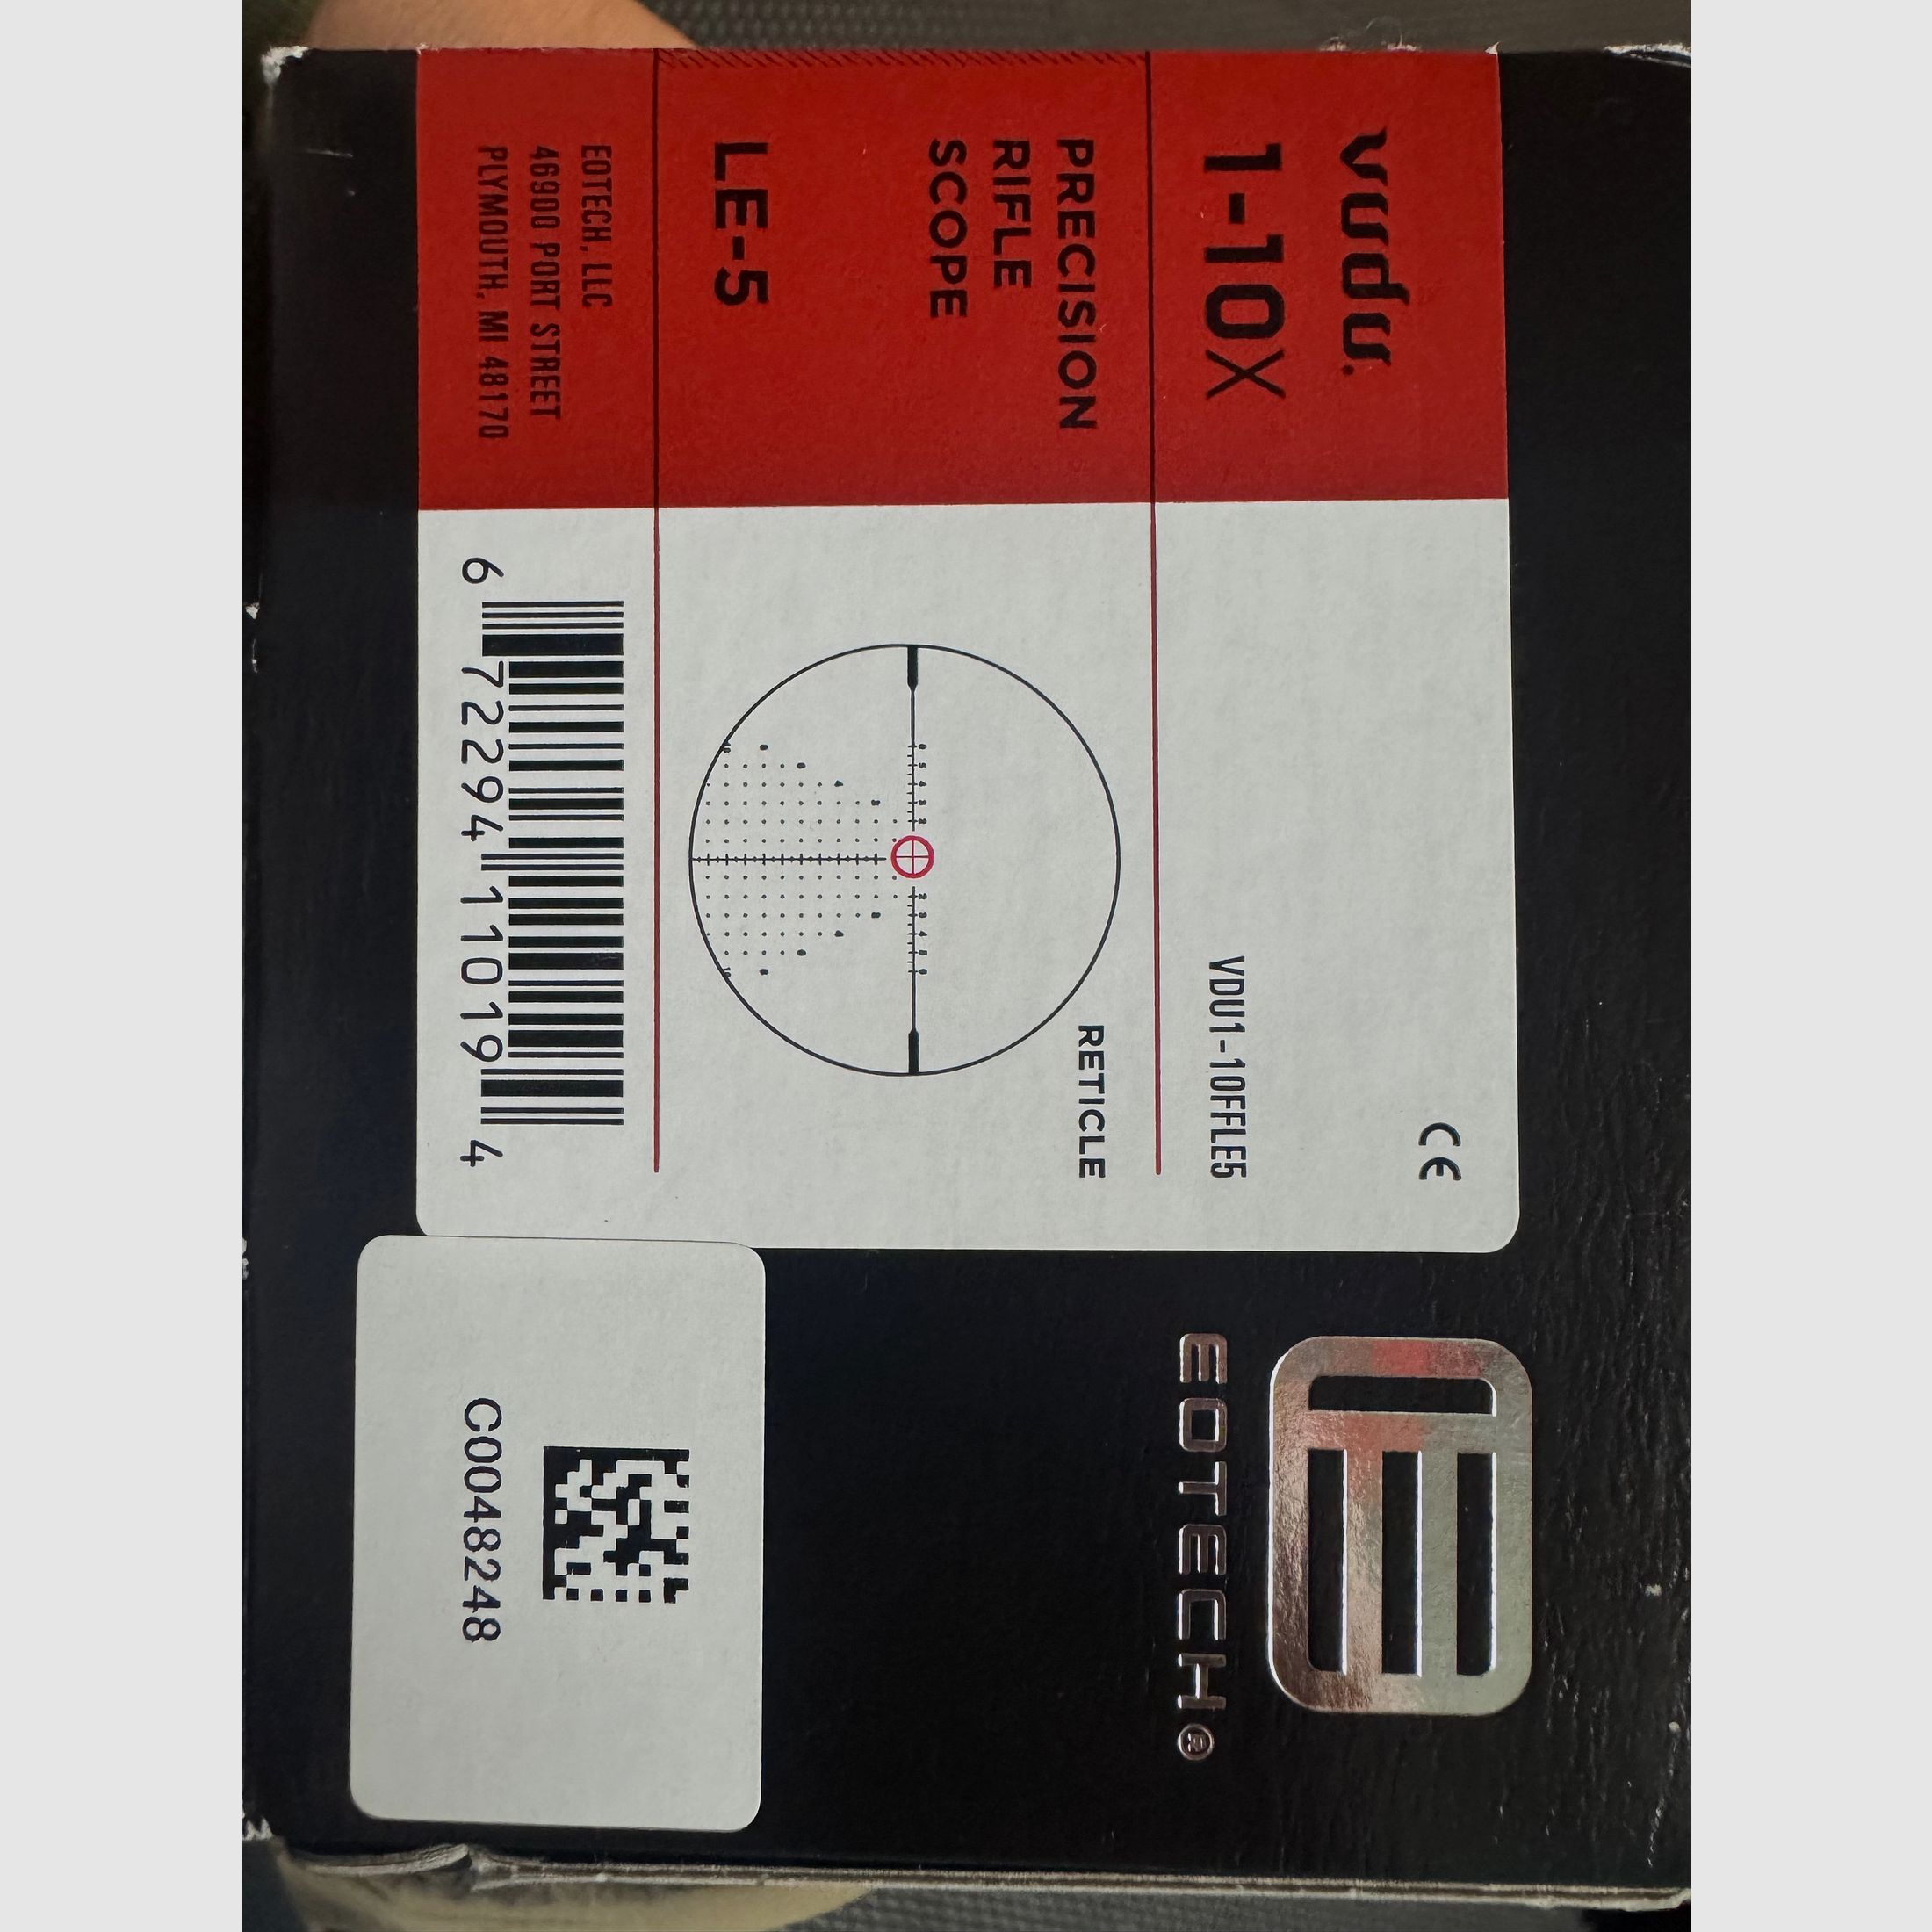 vudu.
1-10X
CE
VDU1-10FFLE5
PRECISION
RIFLE
SCOPE
LE-5
RETICLE
EOTECH, LLC
46900 PORT STREET
PLYMOUTH, MI 48170
6 72294 11019 4
EOTECH®
C0048248